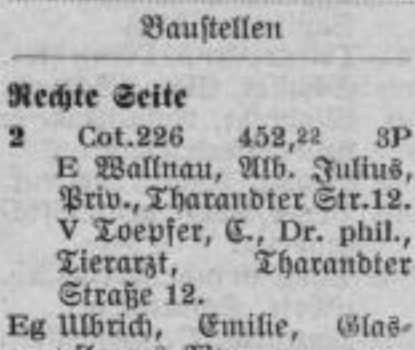 Baustellen
Rechte Seite
2 Cot.226 452,22 3P
E Wallnau, Alb. Julius,
Priv., Tharandter Str.12.
V Toepfer, C., Dr. phil.,
Tierarzt, Tharandter
Straße 12.
Eg Ulbrich, Emilie, Glas-